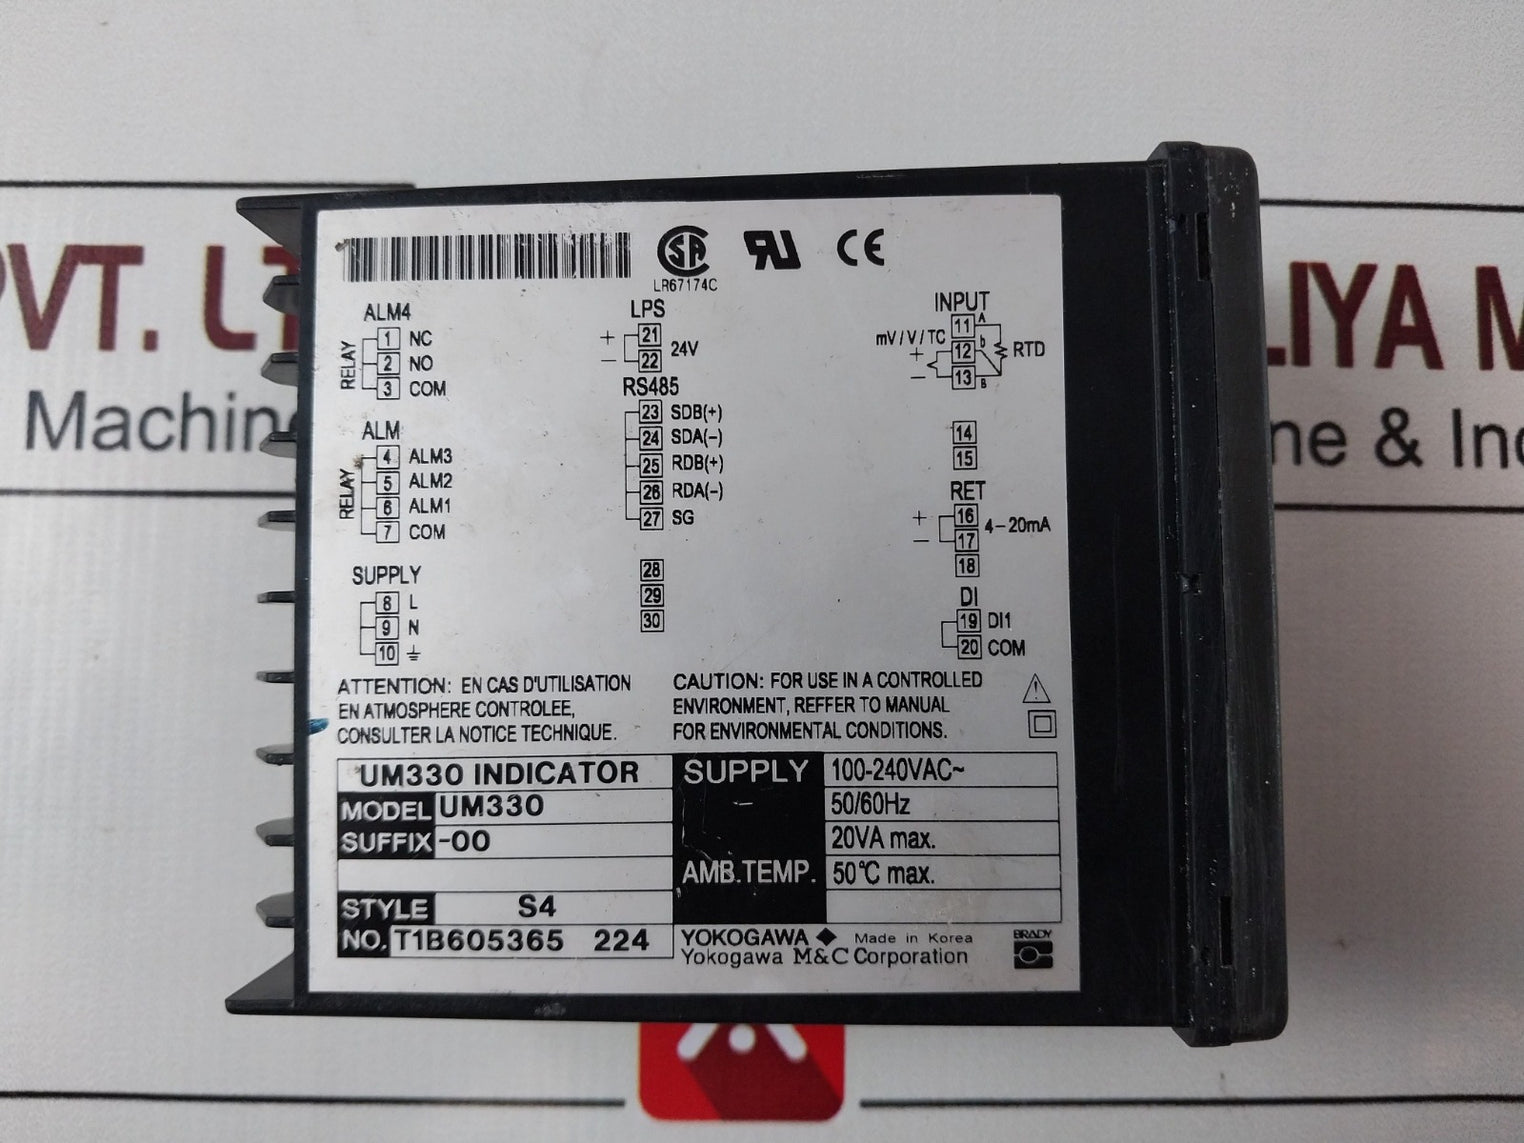 PVT. LT
Machin
LIYA M
ne & Ind
LR67174C
CE
ALM4
RELAY
1 NC
2 NO
3 COM
ALM
RELAY
4 ALM3
5 ALM2
6 ALM1
7 COM
SUPPLY
8 L
9 N
10
LPS
+ 21
24V
− 22
RS485
23 SDB(+)
24 SDA(−)
25 RDB(+)
26 RDA(−)
27 SG
28
29
30
INPUT
mV/V/TC
11 A
+ 12 b
RTD
− 13 B
14
15
RET
+ 16
4−20mA
− 17
18
DI
19 DI1
20 COM
ATTENTION: EN CAS D'UTILISATION
EN ATMOSPHERE CONTROLEE,
CONSULTER LA NOTICE TECHNIQUE.
CAUTION: FOR USE IN A CONTROLLED
ENVIRONMENT, REFFER TO MANUAL
FOR ENVIRONMENTAL CONDITIONS.
UM330 INDICATOR
MODEL UM330
SUFFIX -00
STYLE S4
NO. T1B605365 224
SUPPLY 100-240VAC~
50/60Hz
20VA max.
AMB.TEMP. 50°C max.
YOKOGAWA ◆ Made in Korea
Yokogawa M&C Corporation
BRADY